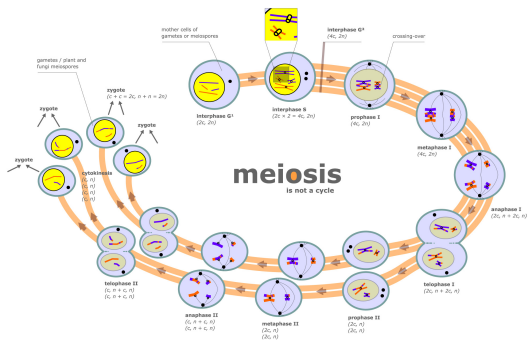 mother cells of
gametes or meiospores
interphase G²
(4c, 2n)
crossing-over
gametes / plant and
fungi meiospores
zygote
(c + c = 2c, n + n = 2n)
zygote
zygote
zygote
interphase G¹
(2c, 2n)
interphase S
(2c × 2 = 4c, 2n)
prophase I
(4c, 2n)
metaphase I
(4c, 2n)
cytokinesis
(c, n)
(c, n)
(c, n)
(c, n)
meiosis
is not a cycle
anaphase I
(2c, n + 2c, n)
telophase I
(2c, n + 2c, n)
prophase II
(2c, n)
(2c, n)
metaphase II
(2c, n)
(2c, n)
anaphase II
(c, n + c, n)
(c, n + c, n)
telophase II
(c, n + c, n)
(c, n + c, n)